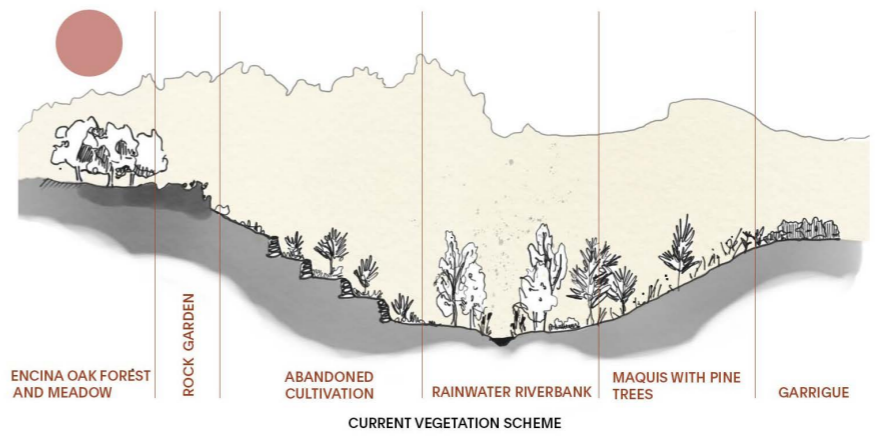 ENCINA OAK FOREST
AND MEADOW
ROCK GARDEN
ABANDONED
CULTIVATION
RAINWATER RIVERBANK
MAQUIS WITH PINE
TREES
GARRIGUE
CURRENT VEGETATION SCHEME